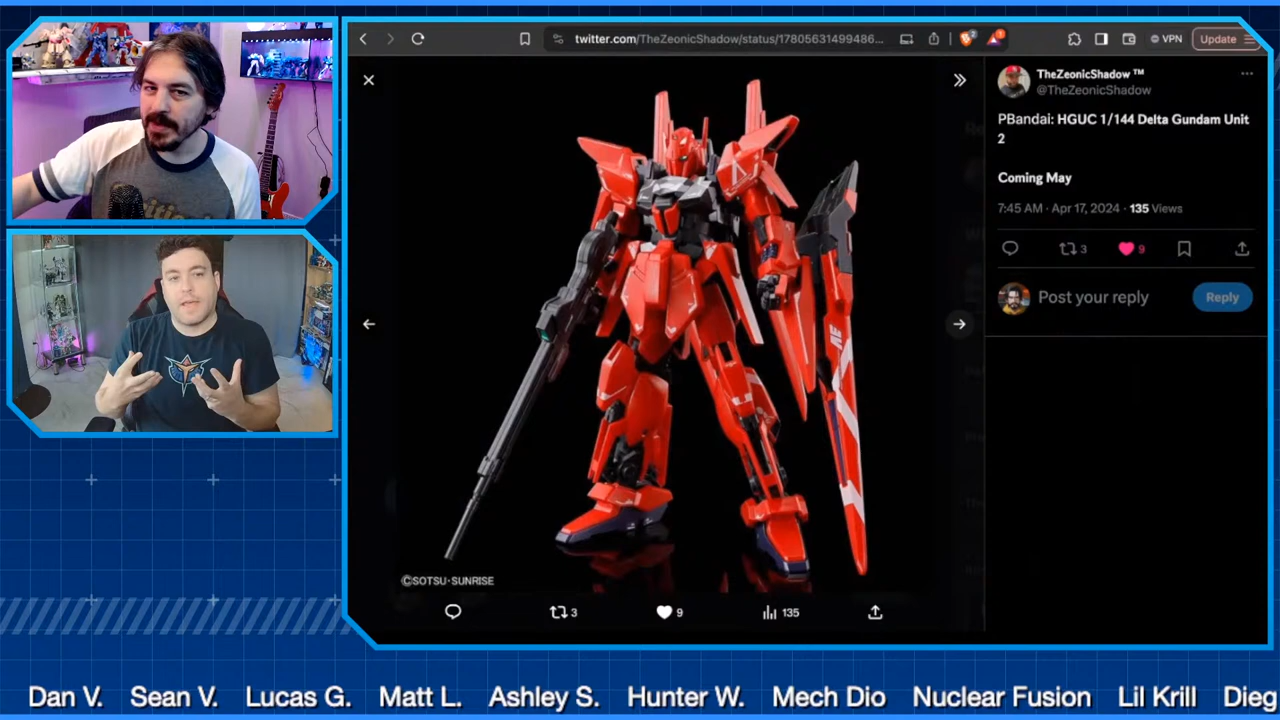 twitter.com/TheZeonicShadow/status/17805631499486...
VPN
Update
TheZeonicShadow ™
@TheZeonicShadow
PBandai: HGUC 1/144 Delta Gundam Unit
2
Coming May
7:45 AM · Apr 17, 2024 · 135 Views
3
9
Post your reply
Reply
©SOTSU·SUNRISE
3
9
135
Dan V. Sean V. Lucas G. Matt L. Ashley S. Hunter W. Mech Dio Nuclear Fusion Lil Krill Dieg